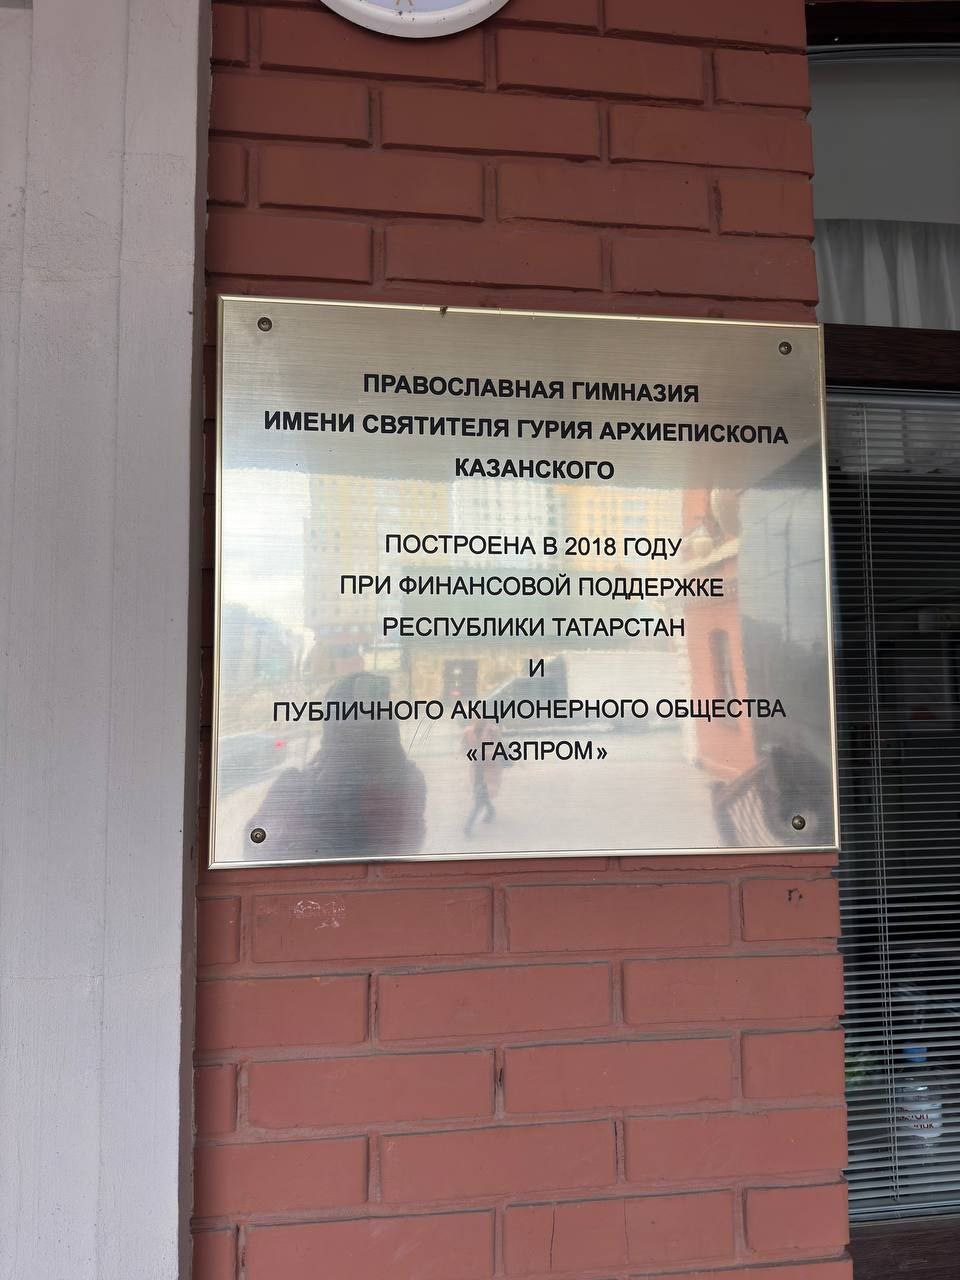 ПРАВОСЛАВНАЯ ГИМНАЗИЯ
ИМЕНИ СВЯТИТЕЛЯ ГУРИЯ АРХИЕПИСКОПА
КАЗАНСКОГО
ПОСТРОЕНА В 2018 ГОДУ
ПРИ ФИНАНСОВОЙ ПОДДЕРЖКЕ
РЕСПУБЛИКИ ТАТАРСТАН
И
ПУБЛИЧНОГО АКЦИОНЕРНОГО ОБЩЕСТВА
«ГАЗПРОМ»